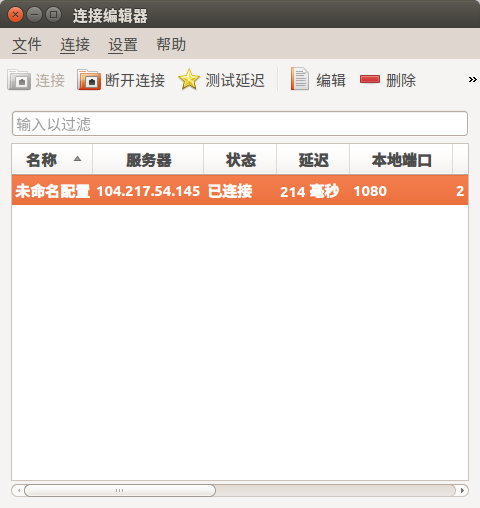 连接编辑器
文件 连接 设置 帮助
连接 断开连接 测试延迟 编辑 删除 »
输入以过滤
名称 服务器 状态 延迟 本地端口
未命名配置 104.217.54.145 已连接 214 毫秒 1080 2